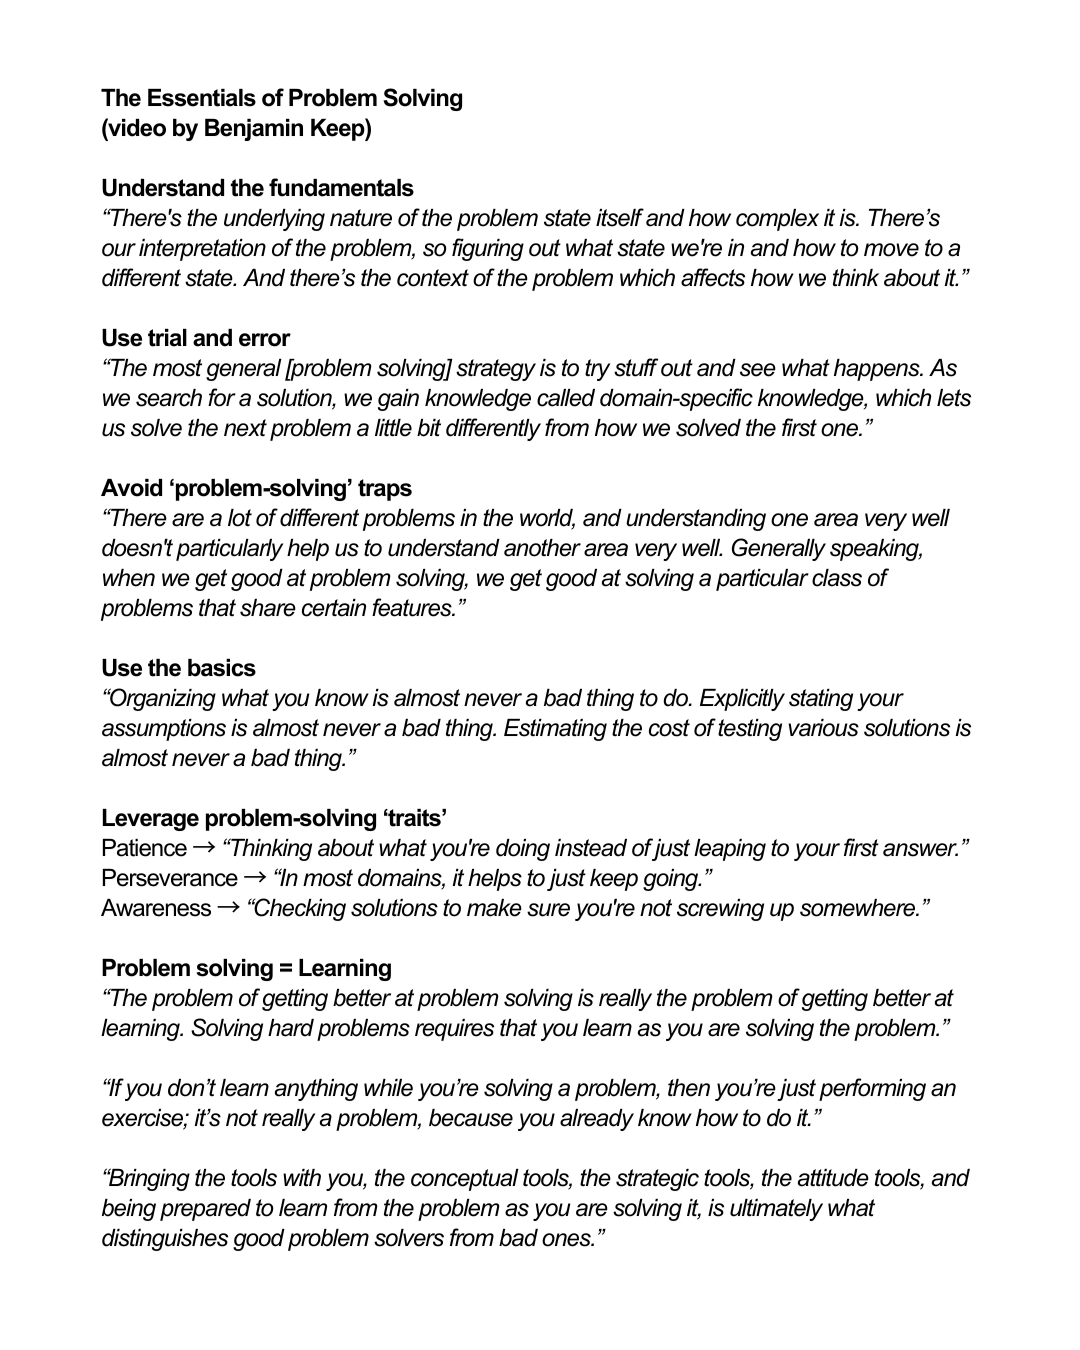 The Essentials of Problem Solving
(video by Benjamin Keep)
Understand the fundamentals
“There's the underlying nature of the problem state itself and how complex it is. There’s
our interpretation of the problem, so figuring out what state we're in and how to move to a
different state. And there’s the context of the problem which affects how we think about it.”
Use trial and error
“The most general [problem solving] strategy is to try stuff out and see what happens. As
we search for a solution, we gain knowledge called domain-specific knowledge, which lets
us solve the next problem a little bit differently from how we solved the first one.”
Avoid ‘problem-solving’ traps
“There are a lot of different problems in the world, and understanding one area very well
doesn't particularly help us to understand another area very well. Generally speaking,
when we get good at problem solving, we get good at solving a particular class of
problems that share certain features.”
Use the basics
“Organizing what you know is almost never a bad thing to do. Explicitly stating your
assumptions is almost never a bad thing. Estimating the cost of testing various solutions is
almost never a bad thing.”
Leverage problem-solving ‘traits’
Patience → “Thinking about what you're doing instead of just leaping to your first answer.”
Perseverance → “In most domains, it helps to just keep going.”
Awareness → “Checking solutions to make sure you're not screwing up somewhere.”
Problem solving = Learning
“The problem of getting better at problem solving is really the problem of getting better at
learning. Solving hard problems requires that you learn as you are solving the problem.”
“If you don’t learn anything while you’re solving a problem, then you’re just performing an
exercise; it’s not really a problem, because you already know how to do it.”
“Bringing the tools with you, the conceptual tools, the strategic tools, the attitude tools, and
being prepared to learn from the problem as you are solving it, is ultimately what
distinguishes good problem solvers from bad ones.”